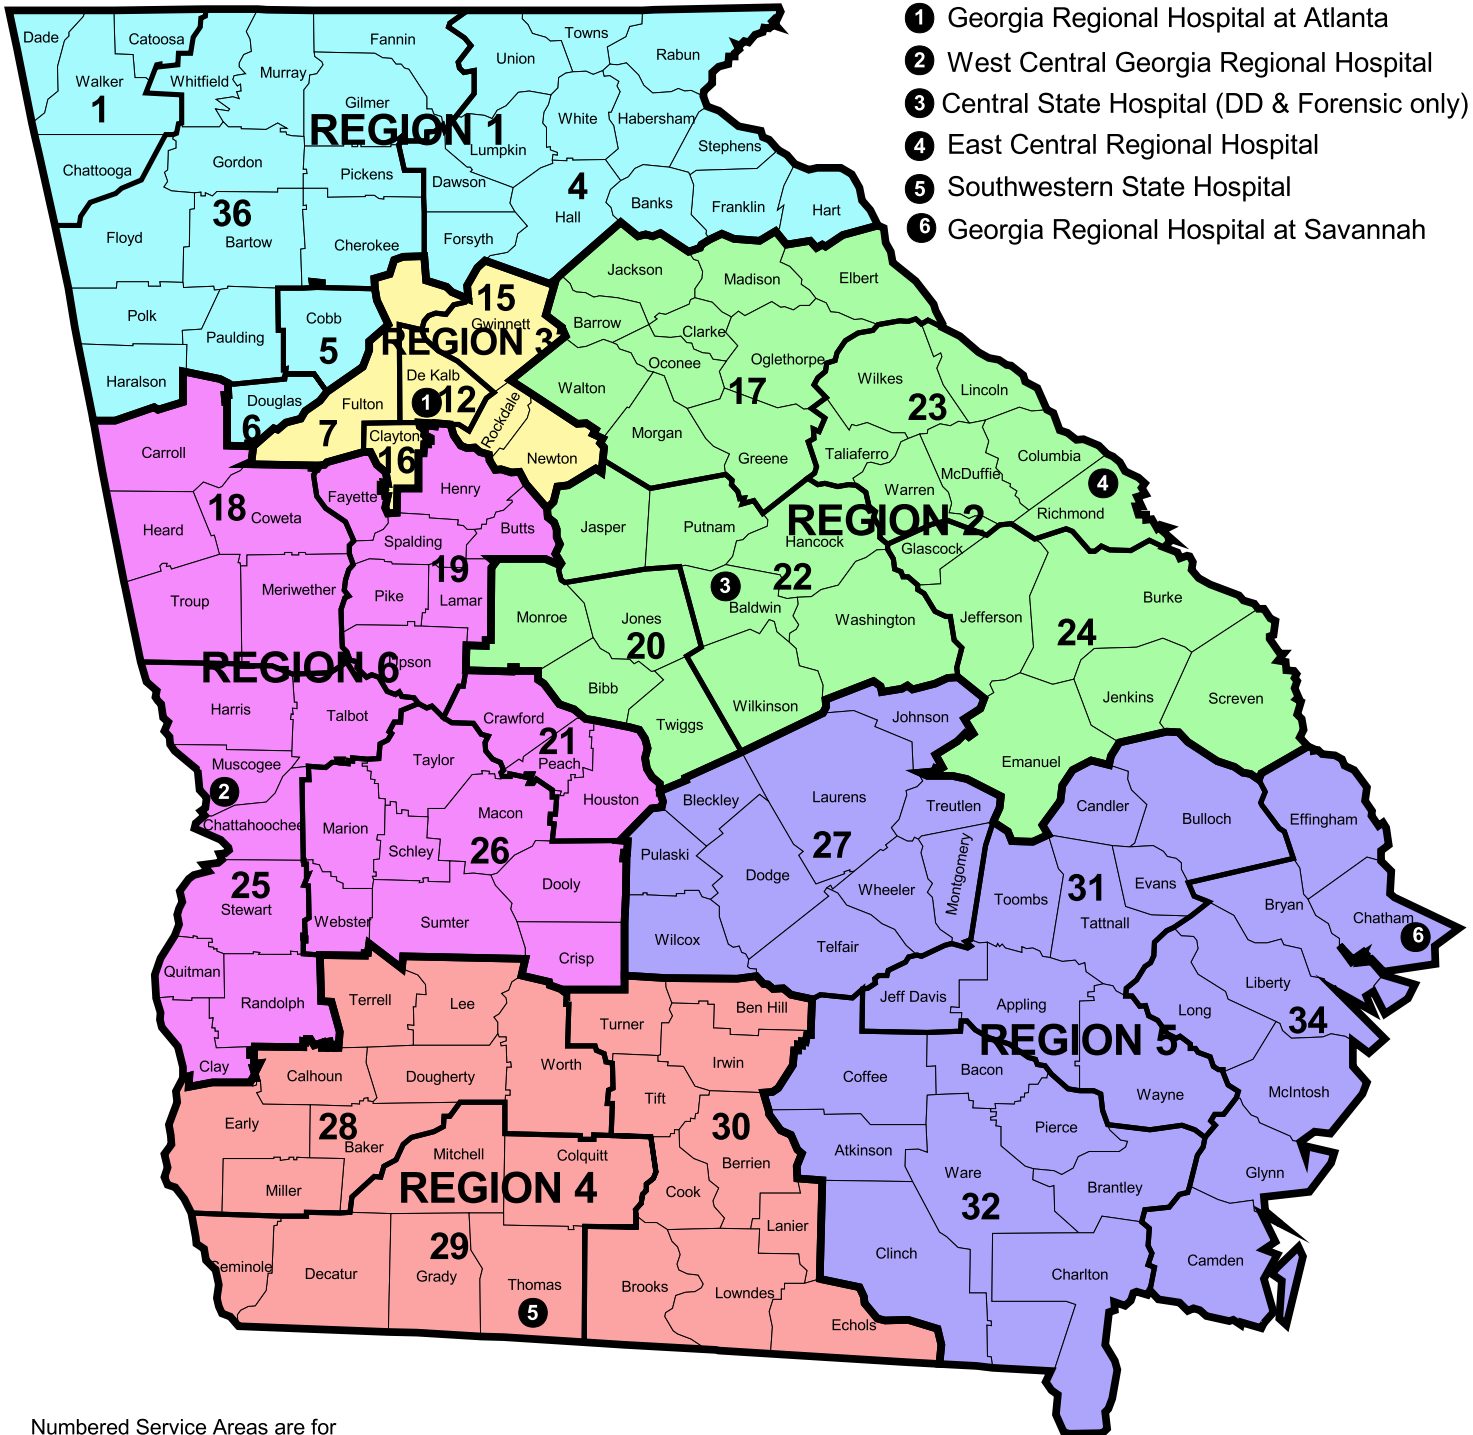 1 Georgia Regional Hospital at Atlanta
2 West Central Georgia Regional Hospital
3 Central State Hospital (DD & Forensic only)
4 East Central Regional Hospital
5 Southwestern State Hospital
6 Georgia Regional Hospital at Savannah
Dade
Catoosa
Fannin
Towns
Union
Rabun
Walker
Whitfield
Murray
1
Gilmer
White
Habersham
REGION 1
Lumpkin
Stephens
Chattooga
Gordon
Pickens
Dawson
4
Hall
Banks
Franklin
Hart
36
Floyd
Bartow
Cherokee
Forsyth
Polk
Paulding
Cobb
5
Haralson
Douglas
6
15
Gwinnett
REGION 3
De Kalb
1
12
Fulton
7
Clayton
16
Rockdale
Newton
Jackson
Madison
Elbert
Barrow
Clarke
Oconee
Oglethorpe
Walton
17
Wilkes
Lincoln
23
Morgan
Greene
Taliaferro
McDuffie
Columbia
Warren
4
Richmond
REGION 2
Jasper
Putnam
Hancock
Glascock
22
3
Baldwin
Washington
Jefferson
Burke
24
Monroe
Jones
20
Bibb
Twiggs
Wilkinson
Jenkins
Screven
Emanuel
Carroll
Fayette
Henry
18
Coweta
Heard
Spalding
Butts
19
Troup
Meriwether
Pike
Lamar
REGION 6
Upson
Harris
Talbot
Crawford
21
Peach
Houston
Taylor
Muscogee
2
Chattahoochee
Marion
Macon
Schley
26
Dooly
25
Stewart
Webster
Sumter
Crisp
Quitman
Randolph
Clay
Johnson
Bleckley
Laurens
Treutlen
Candler
Bulloch
Effingham
Pulaski
Dodge
27
Wheeler
Montgomery
Toombs
31
Evans
Tattnall
Bryan
Chatham
6
Wilcox
Telfair
Jeff Davis
Appling
Long
Liberty
34
REGION 5
Coffee
Bacon
Wayne
McIntosh
Pierce
Atkinson
Ware
Brantley
Glynn
32
Clinch
Charlton
Camden
Terrell
Lee
Turner
Ben Hill
Worth
Irwin
Calhoun
Dougherty
Tift
Early
28
Baker
Mitchell
Colquitt
30
Berrien
Miller
REGION 4
Cook
Lanier
29
Seminole
Decatur
Grady
Thomas
5
Brooks
Lowndes
Echols
Numbered Service Areas are for